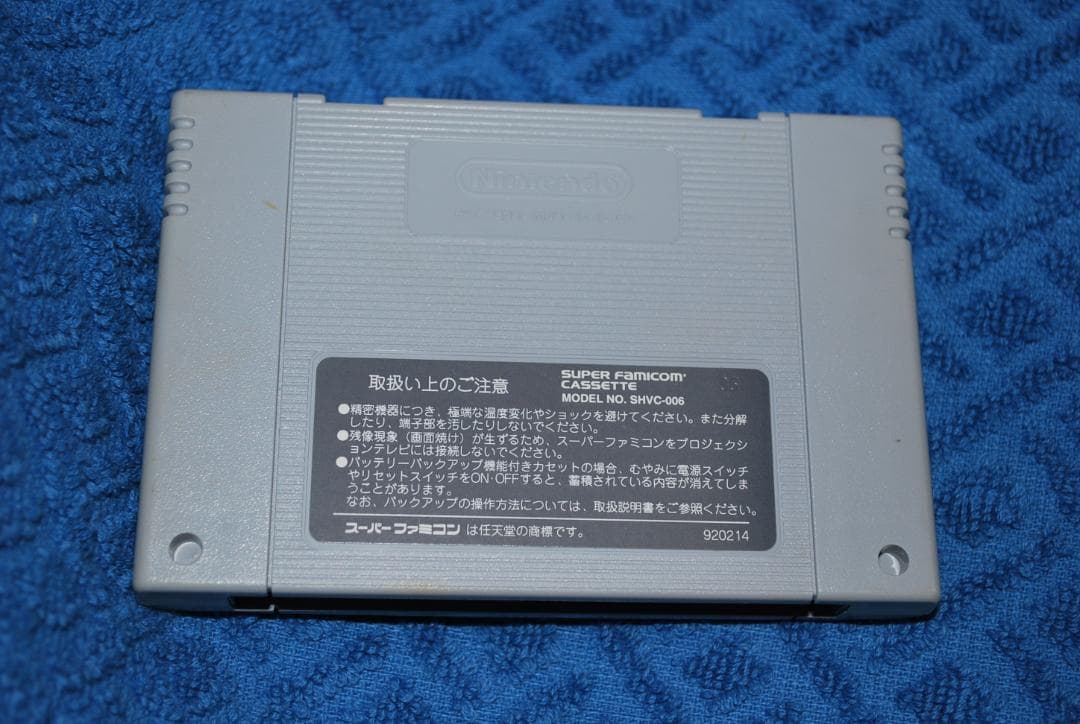 Nintendo
取扱い上のご注意
SUPER FAMICOM
CASSETTE
MODEL NO. SHVC-006
●精密機器につき、極端な温度変化やショックを避けてください。また分解
したり、端子部を汚したりしないでください。
●残像現象（画面焼け）が生ずるため、スーパーファミコンをプロジェクシ
ョンテレビには接続しないでください。
●バッテリーバックアップ機能付きカセットの場合、むやみに電源スイッチ
やリセットスイッチをON・OFFすると、蓄積されている内容が消えてしま
うことがあります。
なお、バックアップの操作方法については、取扱説明書をご参照ください。
スーパーファミコン は任天堂の商標です。
920214